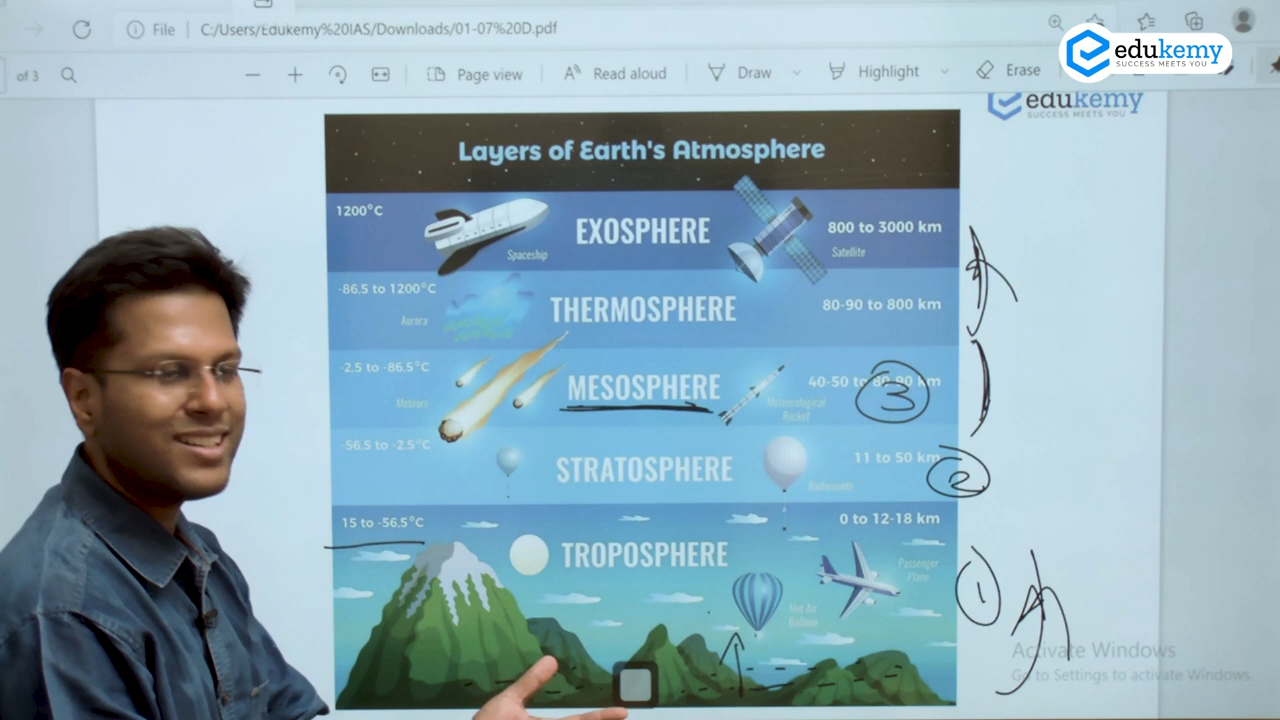 File C:/Users/Edukemy%20IAS/Downloads/01-07%20D.pdf
edukemy
SUCCESS MEETS YOU
of 3
Page view
Read aloud
Draw
Highlight
Erase
edukemy
SUCCESS MEETS YOU
Layers of Earth's Atmosphere
1200°C
EXOSPHERE
800 to 3000 km
Spaceship
Satellite
-86,5 to 1200°C
THERMOSPHERE
80-90 to 800 km
Aurora
-2.5 to -86.5°C
MESOSPHERE
40-50 to 80-90 km
3
Meteors
Meteorological
Rocket
-56.5 to -2.5°C
STRATOSPHERE
11 to 50 km
2
Radiosonde
15 to -56.5°C
0 to 12-18 km
TROPOSPHERE
Passenger
Plane
1
Hot Air
Balloon
Activate Windows
Go to Settings to activate Windows.